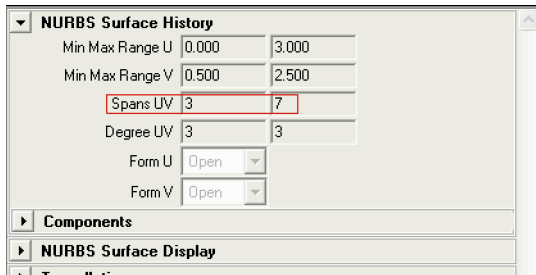 NURBS Surface History
Min Max Range U 0.000 3.000
Min Max Range V 0.500 2.500
Spans UV 3 7
Degree UV 3 3
Form U Open
Form V Open
Components
NURBS Surface Display